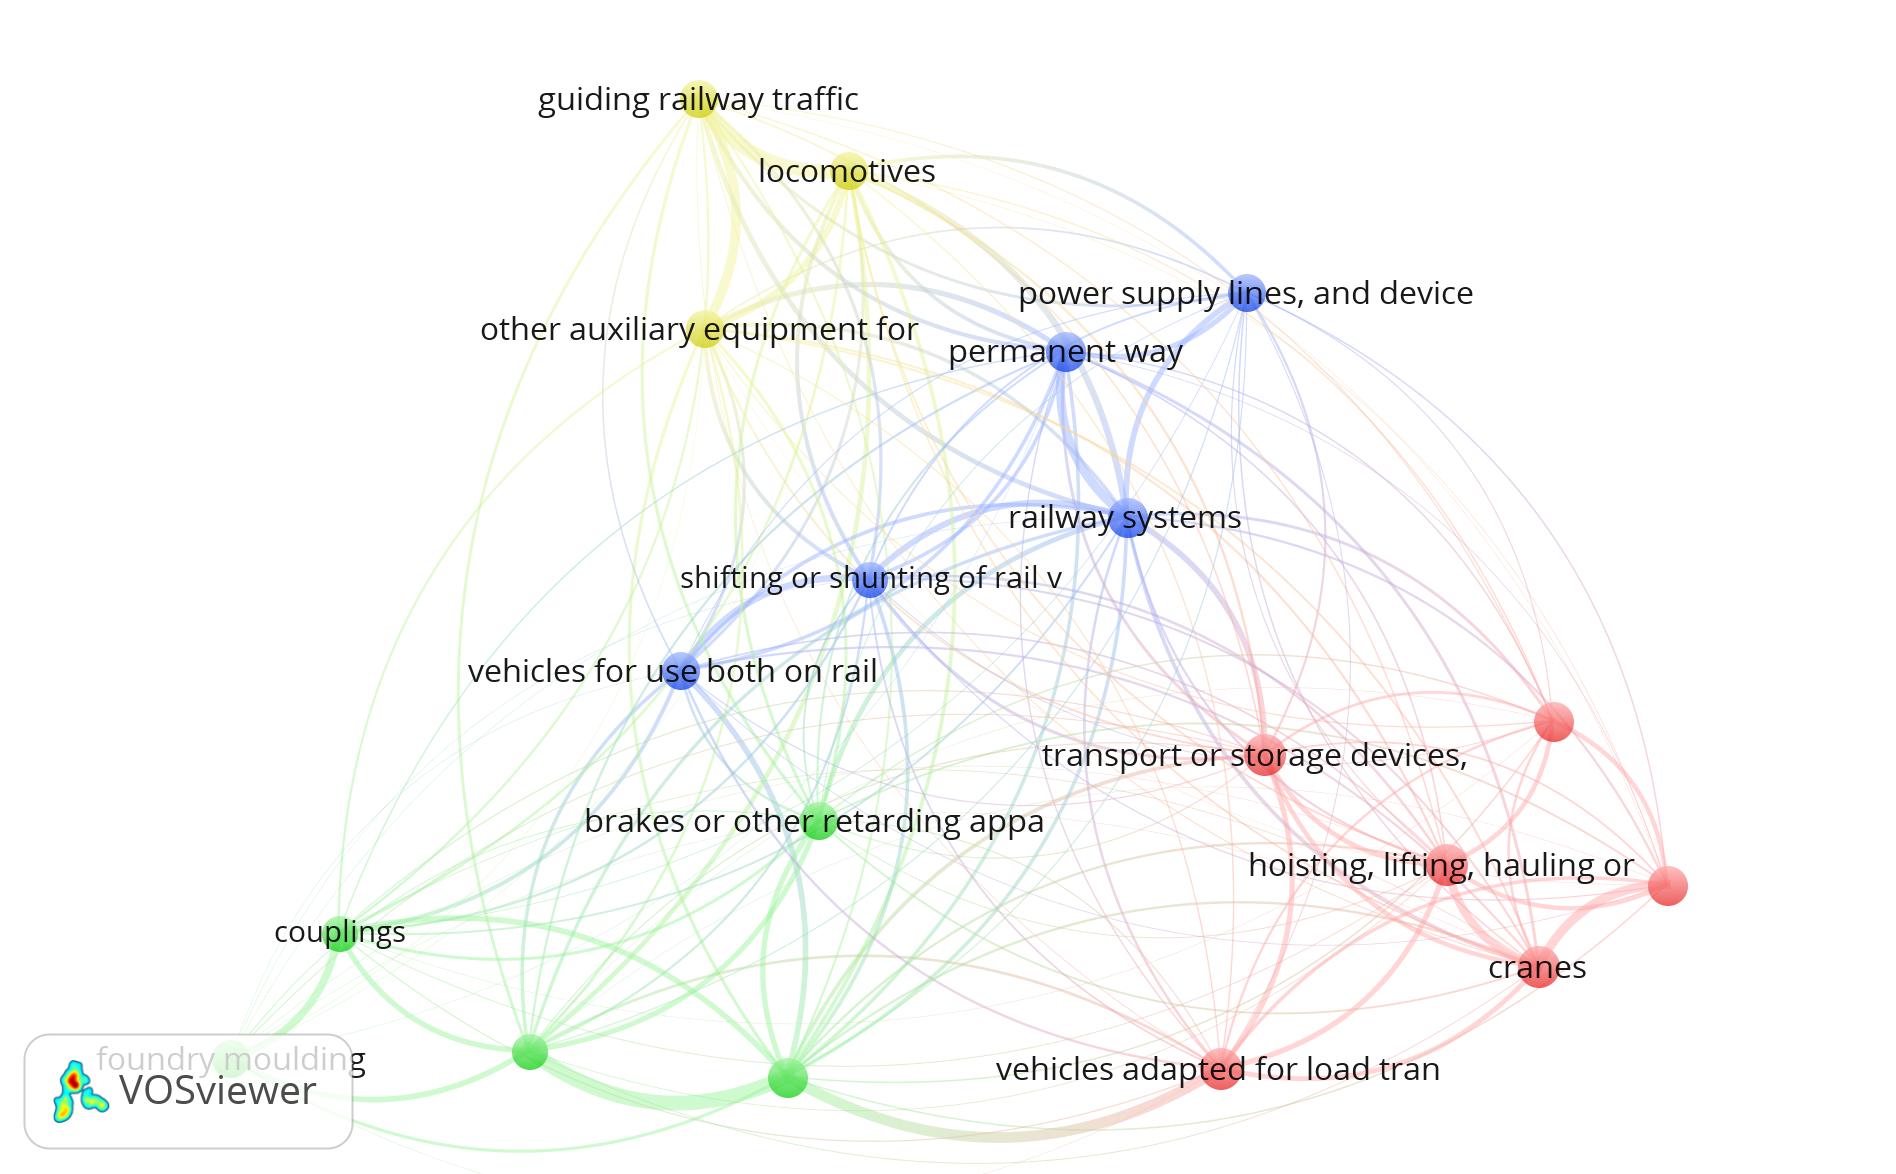 guiding railway traffic
locomotives
power supply lines, and device
other auxiliary equipment for
permanent way
railway systems
shifting or shunting of rail v
vehicles for use both on rail
transport or storage devices,
brakes or other retarding appa
hoisting, lifting, hauling or
couplings
cranes
foundry moulding
vehicles adapted for load tran
VOSviewer